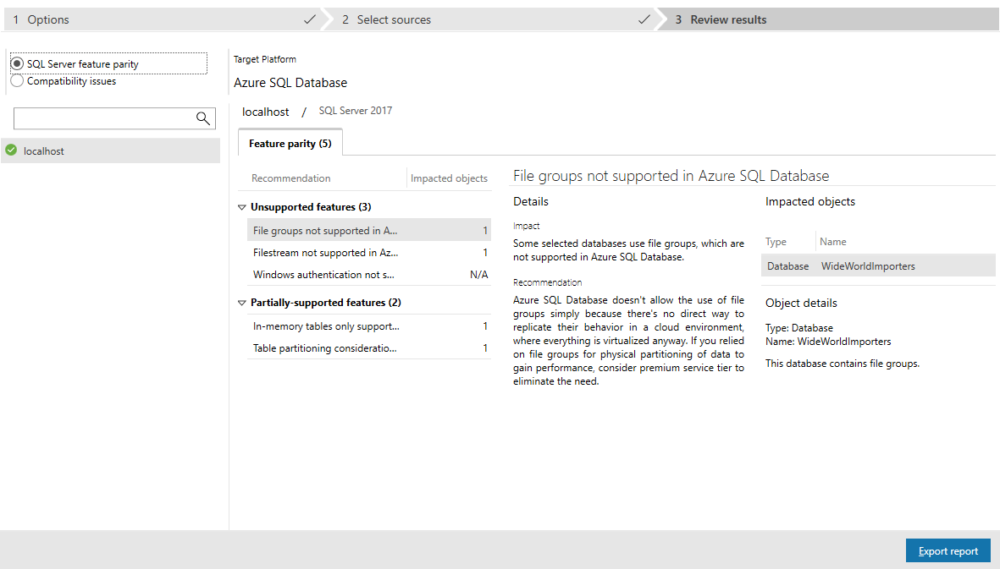 1 Options
2 Select sources
3 Review results
SQL Server feature parity
Compatibility issues
localhost
Target Platform
Azure SQL Database
localhost / SQL Server 2017
Feature parity (5)
Recommendation Impacted objects
Unsupported features (3)
File groups not supported in A... 1
Filestream not supported in Az... 1
Windows authentication not s... N/A
Partially-supported features (2)
In-memory tables only support... 1
Table partitioning consideratio... 1
File groups not supported in Azure SQL Database
Details
Impact
Some selected databases use file groups, which are
not supported in Azure SQL Database.
Recommendation
Azure SQL Database doesn't allow the use of file
groups simply because there's no direct way to
replicate their behavior in a cloud environment,
where everything is virtualized anyway. If you relied
on file groups for physical partitioning of data to
gain performance, consider premium service tier to
eliminate the need.
Impacted objects
Type Name
Database WideWorldImporters
Object details
Type: Database
Name: WideWorldImporters
This database contains file groups.
Export report